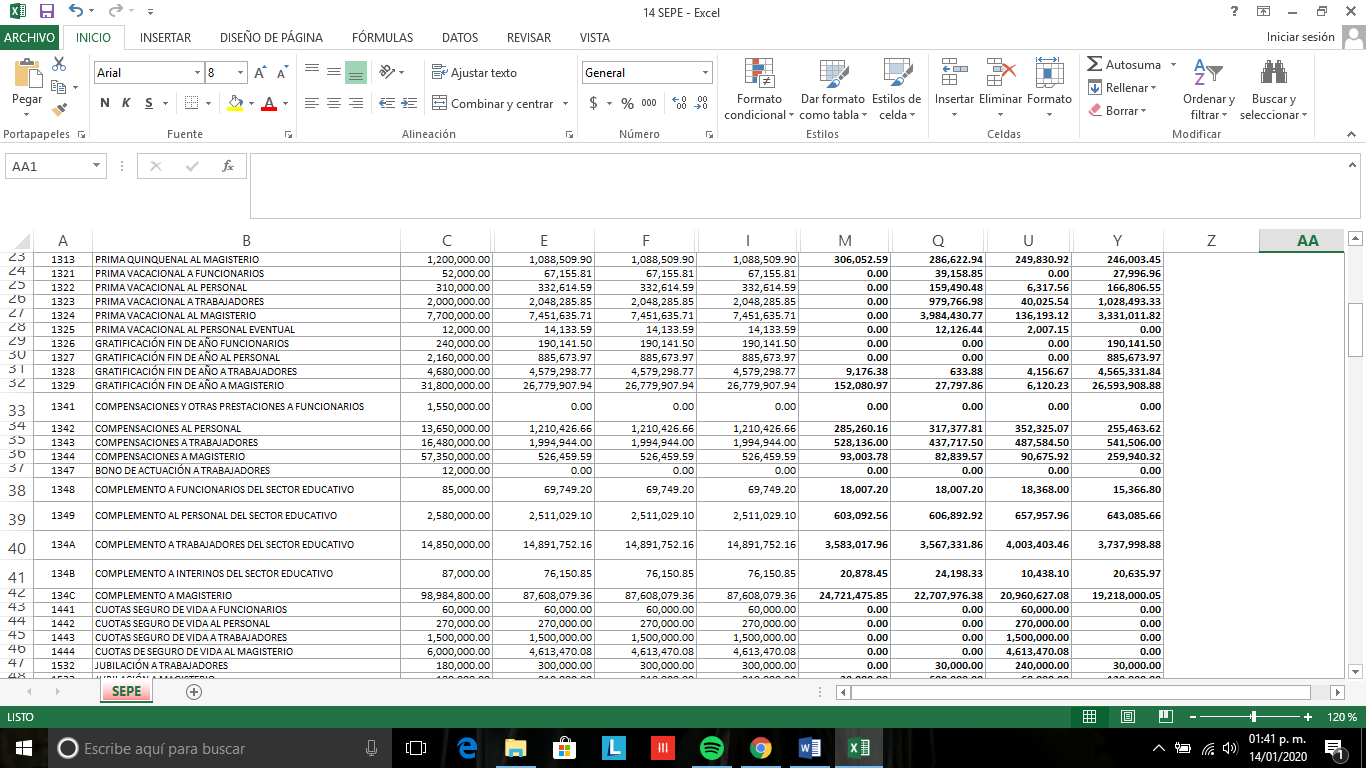 14 SEPE - Excel
ARCHIVO INICIO INSERTAR DISEÑO DE PÁGINA FÓRMULAS DATOS REVISAR VISTA Iniciar sesión
Arial 8 Ajustar texto General Autosuma
Pegar N K S Combinar y centrar $ % 000 Formato condicional Dar formato como tabla Estilos de celda Insertar Eliminar Formato Rellenar Borrar Ordenar y filtrar Buscar y seleccionar
Portapapeles Fuente Alineación Número Estilos Celdas Modificar
AA1 fx
A B C E F I M Q U Y Z AA
23 1313 PRIMA QUINQUENAL AL MAGISTERIO 1,200,000.00 1,088,509.90 1,088,509.90 1,088,509.90 306,052.59 286,622.94 249,830.92 246,003.45
24 1321 PRIMA VACACIONAL A FUNCIONARIOS 52,000.00 67,155.81 67,155.81 67,155.81 0.00 39,158.85 0.00 27,996.96
25 1322 PRIMA VACACIONAL AL PERSONAL 310,000.00 332,614.59 332,614.59 332,614.59 0.00 159,490.48 6,317.56 166,806.55
26 1323 PRIMA VACACIONAL A TRABAJADORES 2,000,000.00 2,048,285.85 2,048,285.85 2,048,285.85 0.00 979,766.98 40,025.54 1,028,493.33
27 1324 PRIMA VACACIONAL AL MAGISTERIO 7,700,000.00 7,451,635.71 7,451,635.71 7,451,635.71 0.00 3,984,430.77 136,193.12 3,331,011.82
28 1325 PRIMA VACACIONAL AL PERSONAL EVENTUAL 12,000.00 14,133.59 14,133.59 14,133.59 0.00 12,126.44 2,007.15 0.00
29 1326 GRATIFICACIÓN FIN DE AÑO FUNCIONARIOS 240,000.00 190,141.50 190,141.50 190,141.50 0.00 0.00 0.00 190,141.50
30 1327 GRATIFICACIÓN FIN DE AÑO AL PERSONAL 2,160,000.00 885,673.97 885,673.97 885,673.97 0.00 0.00 0.00 885,673.97
31 1328 GRATIFICACIÓN FIN DE AÑO A TRABAJADORES 4,680,000.00 4,579,298.77 4,579,298.77 4,579,298.77 9,176.38 633.88 4,156.67 4,565,331.84
32 1329 GRATIFICACIÓN FIN DE AÑO A MAGISTERIO 31,800,000.00 26,779,907.94 26,779,907.94 26,779,907.94 152,080.97 27,797.86 6,120.23 26,593,908.88
33 1341 COMPENSACIONES Y OTRAS PRESTACIONES A FUNCIONARIOS 1,550,000.00 0.00 0.00 0.00 0.00 0.00 0.00 0.00
34 1342 COMPENSACIONES AL PERSONAL 13,650,000.00 1,210,426.66 1,210,426.66 1,210,426.66 285,260.16 317,377.81 352,325.07 255,463.62
35 1343 COMPENSACIONES A TRABAJADORES 16,480,000.00 1,994,944.00 1,994,944.00 1,994,944.00 528,136.00 437,717.50 487,584.50 541,506.00
36 1344 COMPENSACIONES A MAGISTERIO 57,350,000.00 526,459.59 526,459.59 526,459.59 93,003.78 82,839.57 90,675.92 259,940.32
37 1347 BONO DE ACTUACIÓN A TRABAJADORES 12,000.00 0.00 0.00 0.00 0.00 0.00 0.00 0.00
38 1348 COMPLEMENTO A FUNCIONARIOS DEL SECTOR EDUCATIVO 85,000.00 69,749.20 69,749.20 69,749.20 18,007.20 18,007.20 18,368.00 15,366.80
39 1349 COMPLEMENTO AL PERSONAL DEL SECTOR EDUCATIVO 2,580,000.00 2,511,029.10 2,511,029.10 2,511,029.10 603,092.56 606,892.92 657,957.96 643,085.66
40 134A COMPLEMENTO A TRABAJADORES DEL SECTOR EDUCATIVO 14,850,000.00 14,891,752.16 14,891,752.16 14,891,752.16 3,583,017.96 3,567,331.86 4,003,403.46 3,737,998.88
41 134B COMPLEMENTO A INTERINOS DEL SECTOR EDUCATIVO 87,000.00 76,150.85 76,150.85 76,150.85 20,878.45 24,198.33 10,438.10 20,635.97
42 134C COMPLEMENTO A MAGISTERIO 98,984,800.00 87,608,079.36 87,608,079.36 87,608,079.36 24,721,475.85 22,707,976.38 20,960,627.08 19,218,000.05
43 1441 CUOTAS SEGURO DE VIDA A FUNCIONARIOS 60,000.00 60,000.00 60,000.00 60,000.00 0.00 0.00 60,000.00 0.00
44 1442 CUOTAS SEGURO DE VIDA AL PERSONAL 270,000.00 270,000.00 270,000.00 270,000.00 0.00 0.00 270,000.00 0.00
45 1443 CUOTAS SEGURO DE VIDA A TRABAJADORES 1,500,000.00 1,500,000.00 1,500,000.00 1,500,000.00 0.00 0.00 1,500,000.00 0.00
46 1444 CUOTAS DE SEGURO DE VIDA AL MAGISTERIO 6,000,000.00 4,613,470.08 4,613,470.08 4,613,470.08 0.00 0.00 4,613,470.08 0.00
47 1532 JUBILACIÓN A TRABAJADORES 180,000.00 300,000.00 300,000.00 300,000.00 0.00 30,000.00 240,000.00 30,000.00
SEPE
LISTO 120 %
Escribe aquí para buscar 01:41 p. m.
14/01/2020